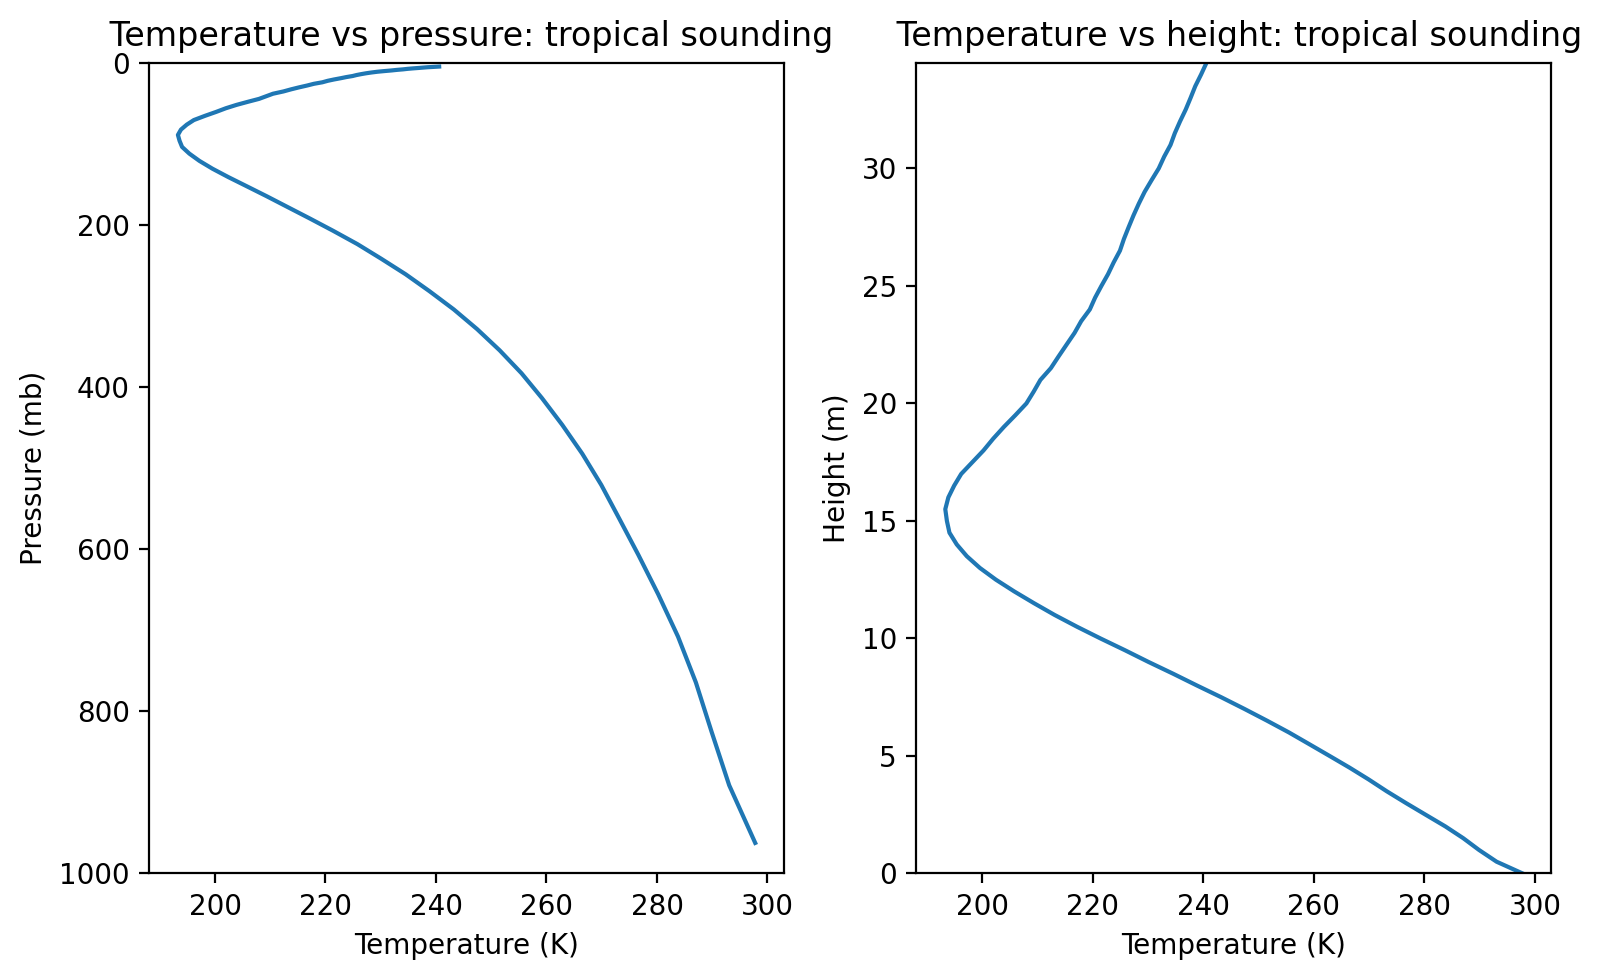 Temperature vs pressure: tropical sounding
0
200
400
600
800
1000
Pressure (mb)
200 220 240 260 280 300
Temperature (K)
Temperature vs height: tropical sounding
30
25
20
15
10
5
0
Height (m)
200 220 240 260 280 300
Temperature (K)